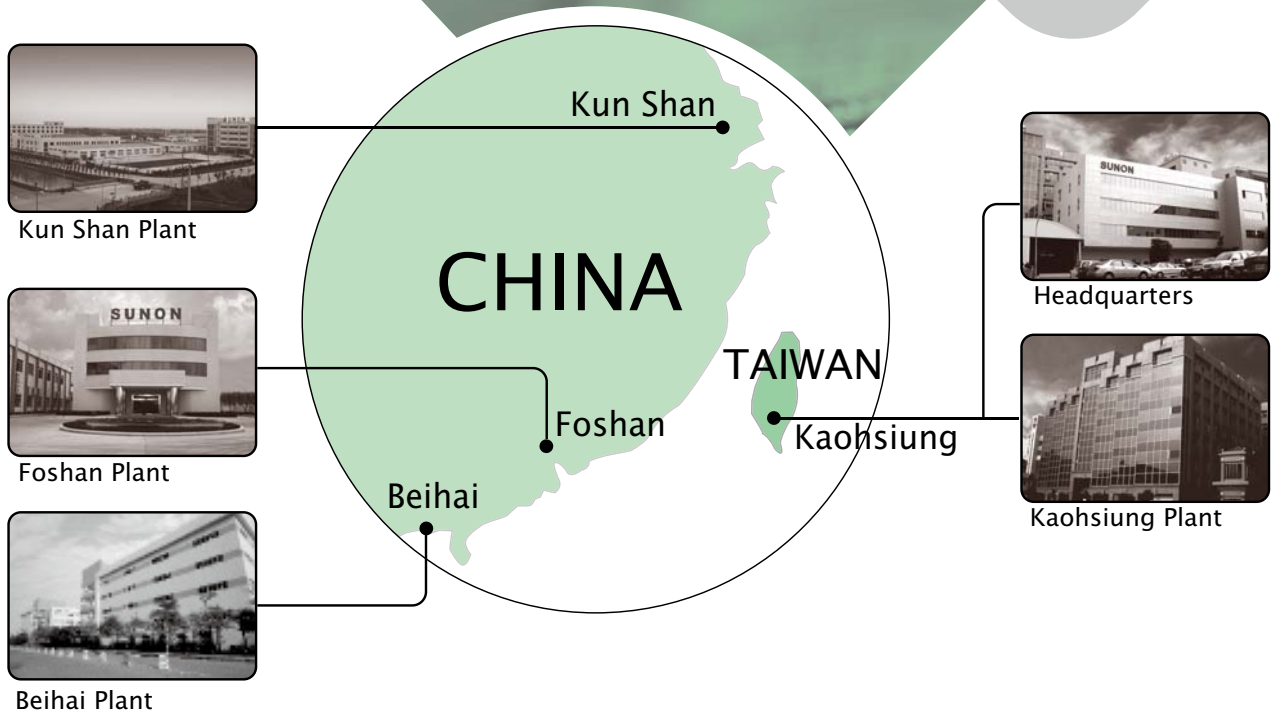 Kun Shan
Kun Shan Plant
SUNON
Headquarters
CHINA
SUNON
TAIWAN
Foshan
Kaohsiung
Foshan Plant
Beihai
Kaohsiung Plant
Beihai Plant